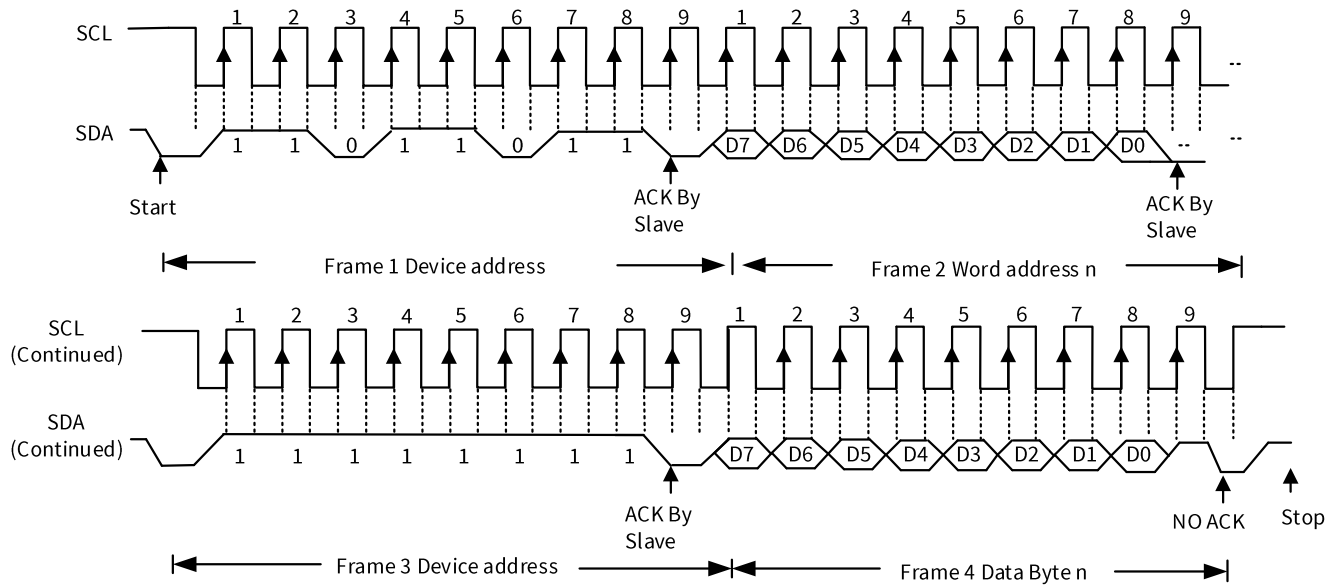 1 2 3 4 5 6 7 8 9 1 2 3 4 5 6 7 8 9
SCL
--
SDA
1 1 0 1 1 0 1 1 D7 D6 D5 D4 D3 D2 D1 D0 -- --
Start
ACK By
Slave
ACK By
Slave
Frame 1 Device address
Frame 2 Word address n
1 2 3 4 5 6 7 8 9 1 2 3 4 5 6 7 8 9
SCL
(Continued)
SDA
(Continued)
1 1 1 1 1 1 1 1 D7 D6 D5 D4 D3 D2 D1 D0
ACK By
Slave
NO ACK
Stop
Frame 3 Device address
Frame 4 Data Byte n